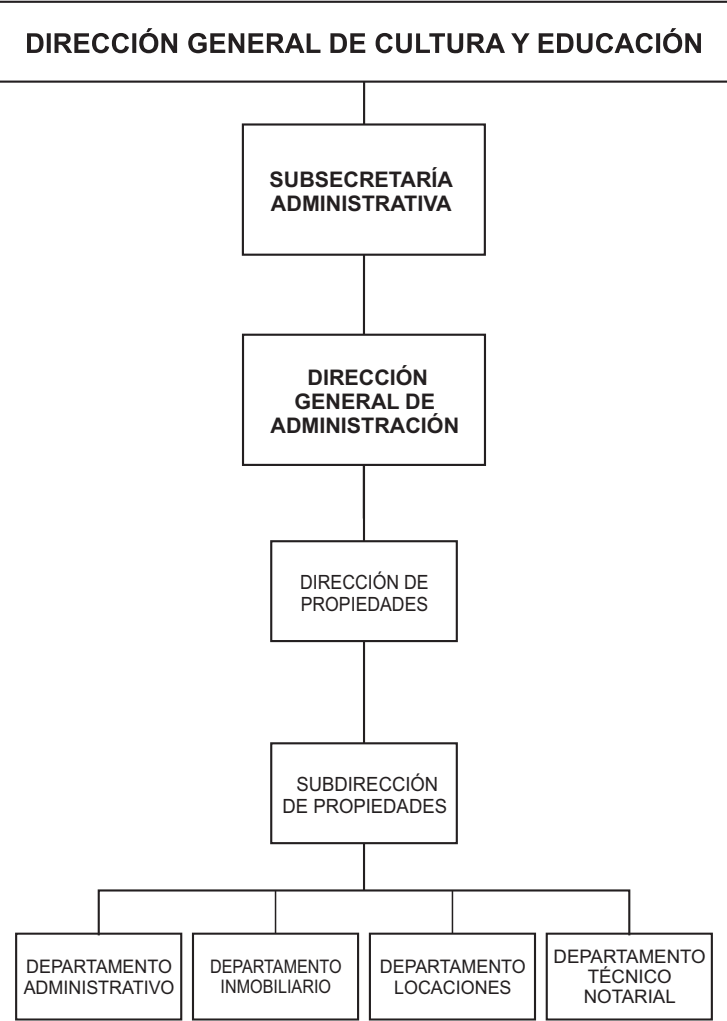 DIRECCIÓN GENERAL DE CULTURA Y EDUCACIÓN
SUBSECRETARÍA
ADMINISTRATIVA
DIRECCIÓN
GENERAL DE
ADMINISTRACIÓN
DIRECCIÓN DE
PROPIEDADES
SUBDIRECCIÓN
DE PROPIEDADES
DEPARTAMENTO
ADMINISTRATIVO
DEPARTAMENTO
INMOBILIARIO
DEPARTAMENTO
LOCACIONES
DEPARTAMENTO
TÉCNICO
NOTARIAL